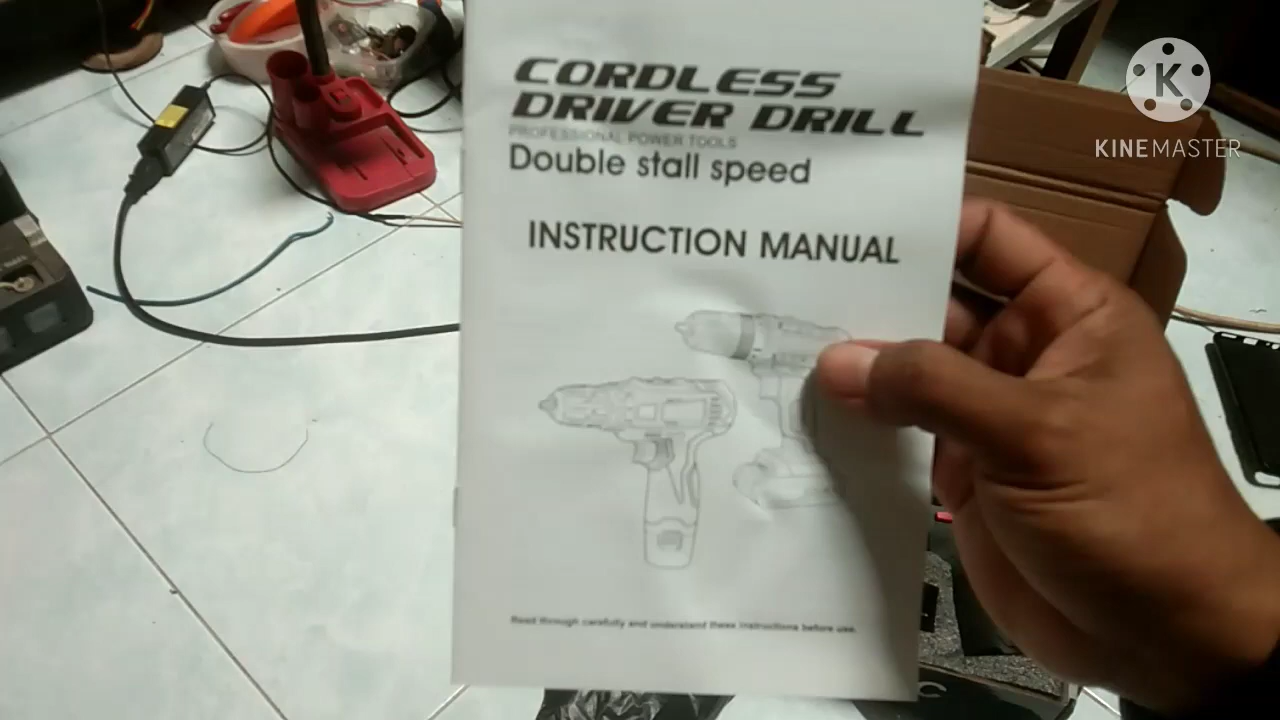 CORDLESS
DRIVER DRILL
PROFESSIONAL POWER TOOLS
Double stall speed
INSTRUCTION MANUAL
Read through carefully and understand these instructions before use.
K
KINEMASTER